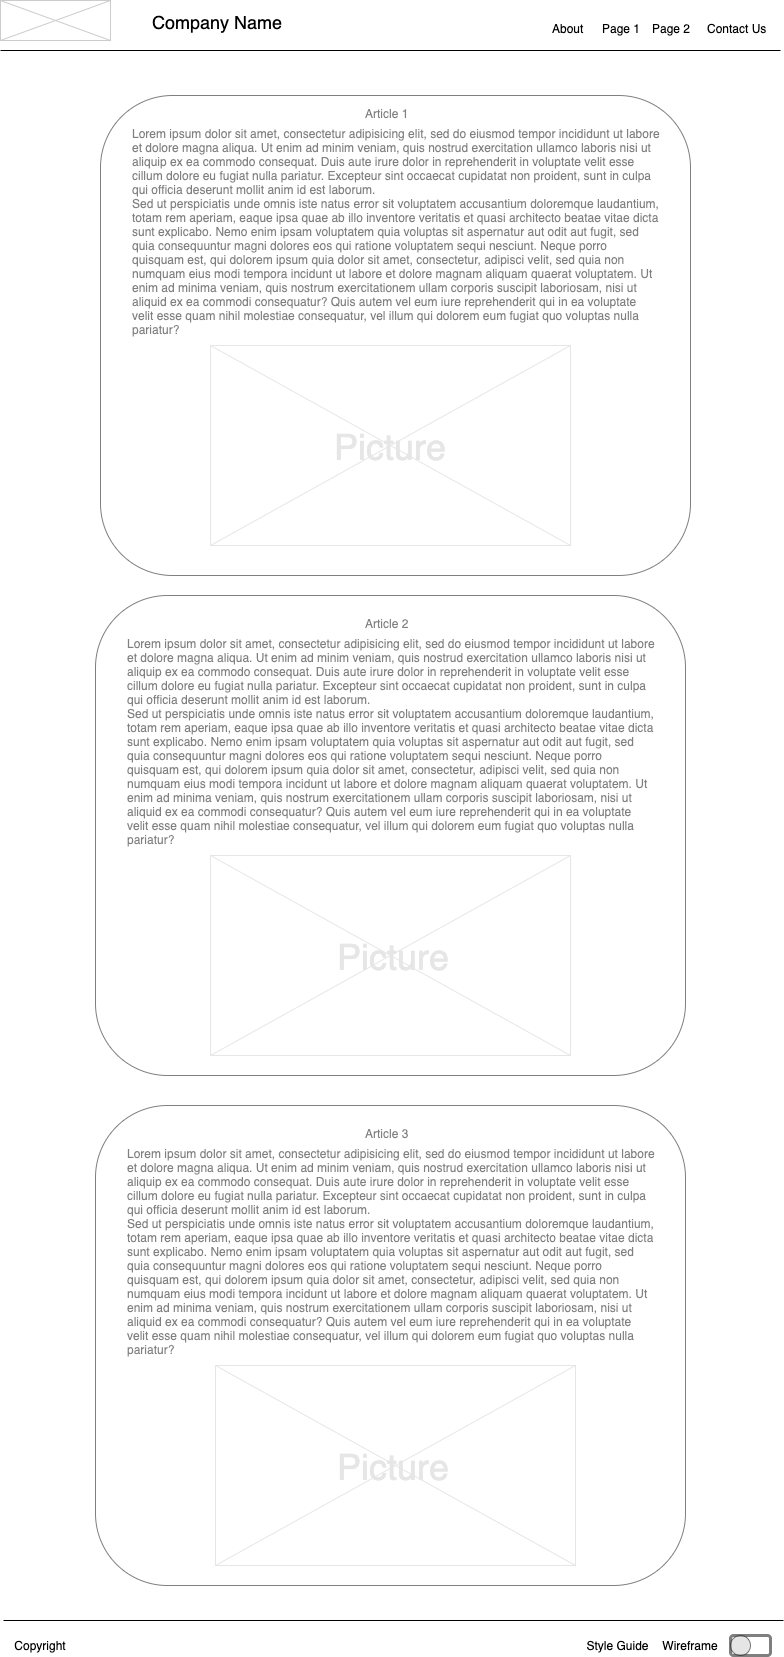 Company Name
About Page 1 Page 2 Contact Us
Article 1
Lorem ipsum dolor sit amet, consectetur adipisicing elit, sed do eiusmod tempor incididunt ut labore
et dolore magna aliqua. Ut enim ad minim veniam, quis nostrud exercitation ullamco laboris nisi ut
aliquip ex ea commodo consequat. Duis aute irure dolor in reprehenderit in voluptate velit esse
cillum dolore eu fugiat nulla pariatur. Excepteur sint occaecat cupidatat non proident, sunt in culpa
qui officia deserunt mollit anim id est laborum.
Sed ut perspiciatis unde omnis iste natus error sit voluptatem accusantium doloremque laudantium,
totam rem aperiam, eaque ipsa quae ab illo inventore veritatis et quasi architecto beatae vitae dicta
sunt explicabo. Nemo enim ipsam voluptatem quia voluptas sit aspernatur aut odit aut fugit, sed
quia consequuntur magni dolores eos qui ratione voluptatem sequi nesciunt. Neque porro
quisquam est, qui dolorem ipsum quia dolor sit amet, consectetur, adipisci velit, sed quia non
numquam eius modi tempora incidunt ut labore et dolore magnam aliquam quaerat voluptatem. Ut
enim ad minima veniam, quis nostrum exercitationem ullam corporis suscipit laboriosam, nisi ut
aliquid ex ea commodi consequatur? Quis autem vel eum iure reprehenderit qui in ea voluptate
velit esse quam nihil molestiae consequatur, vel illum qui dolorem eum fugiat quo voluptas nulla
pariatur?
Picture
Article 2
Lorem ipsum dolor sit amet, consectetur adipisicing elit, sed do eiusmod tempor incididunt ut labore
et dolore magna aliqua. Ut enim ad minim veniam, quis nostrud exercitation ullamco laboris nisi ut
aliquip ex ea commodo consequat. Duis aute irure dolor in reprehenderit in voluptate velit esse
cillum dolore eu fugiat nulla pariatur. Excepteur sint occaecat cupidatat non proident, sunt in culpa
qui officia deserunt mollit anim id est laborum.
Sed ut perspiciatis unde omnis iste natus error sit voluptatem accusantium doloremque laudantium,
totam rem aperiam, eaque ipsa quae ab illo inventore veritatis et quasi architecto beatae vitae dicta
sunt explicabo. Nemo enim ipsam voluptatem quia voluptas sit aspernatur aut odit aut fugit, sed
quia consequuntur magni dolores eos qui ratione voluptatem sequi nesciunt. Neque porro
quisquam est, qui dolorem ipsum quia dolor sit amet, consectetur, adipisci velit, sed quia non
numquam eius modi tempora incidunt ut labore et dolore magnam aliquam quaerat voluptatem. Ut
enim ad minima veniam, quis nostrum exercitationem ullam corporis suscipit laboriosam, nisi ut
aliquid ex ea commodi consequatur? Quis autem vel eum iure reprehenderit qui in ea voluptate
velit esse quam nihil molestiae consequatur, vel illum qui dolorem eum fugiat quo voluptas nulla
pariatur?
Picture
Article 3
Lorem ipsum dolor sit amet, consectetur adipisicing elit, sed do eiusmod tempor incididunt ut labore
et dolore magna aliqua. Ut enim ad minim veniam, quis nostrud exercitation ullamco laboris nisi ut
aliquip ex ea commodo consequat. Duis aute irure dolor in reprehenderit in voluptate velit esse
cillum dolore eu fugiat nulla pariatur. Excepteur sint occaecat cupidatat non proident, sunt in culpa
qui officia deserunt mollit anim id est laborum.
Sed ut perspiciatis unde omnis iste natus error sit voluptatem accusantium doloremque laudantium,
totam rem aperiam, eaque ipsa quae ab illo inventore veritatis et quasi architecto beatae vitae dicta
sunt explicabo. Nemo enim ipsam voluptatem quia voluptas sit aspernatur aut odit aut fugit, sed
quia consequuntur magni dolores eos qui ratione voluptatem sequi nesciunt. Neque porro
quisquam est, qui dolorem ipsum quia dolor sit amet, consectetur, adipisci velit, sed quia non
numquam eius modi tempora incidunt ut labore et dolore magnam aliquam quaerat voluptatem. Ut
enim ad minima veniam, quis nostrum exercitationem ullam corporis suscipit laboriosam, nisi ut
aliquid ex ea commodi consequatur? Quis autem vel eum iure reprehenderit qui in ea voluptate
velit esse quam nihil molestiae consequatur, vel illum qui dolorem eum fugiat quo voluptas nulla
pariatur?
Picture
Copyright Style Guide Wireframe